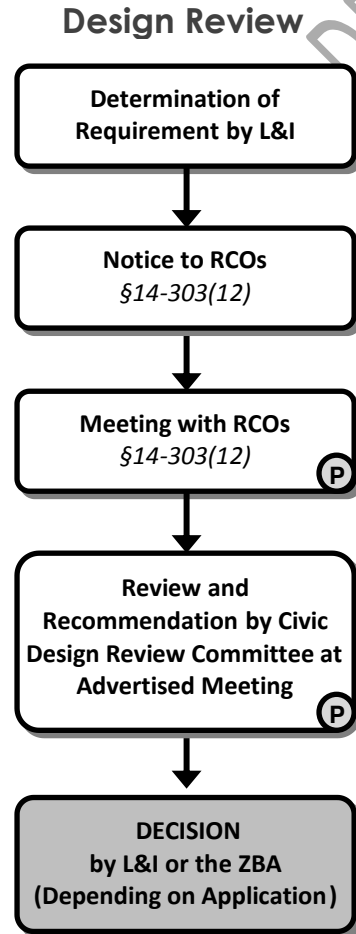 Design Review
Determination of
Requirement by L&I
Notice to RCOs
§14-303(12)
Meeting with RCOs
§14-303(12)
P
Review and
Recommendation by Civic
Design Review Committee at
Advertised Meeting
P
DECISION
by L&I or the ZBA
(Depending on Application)